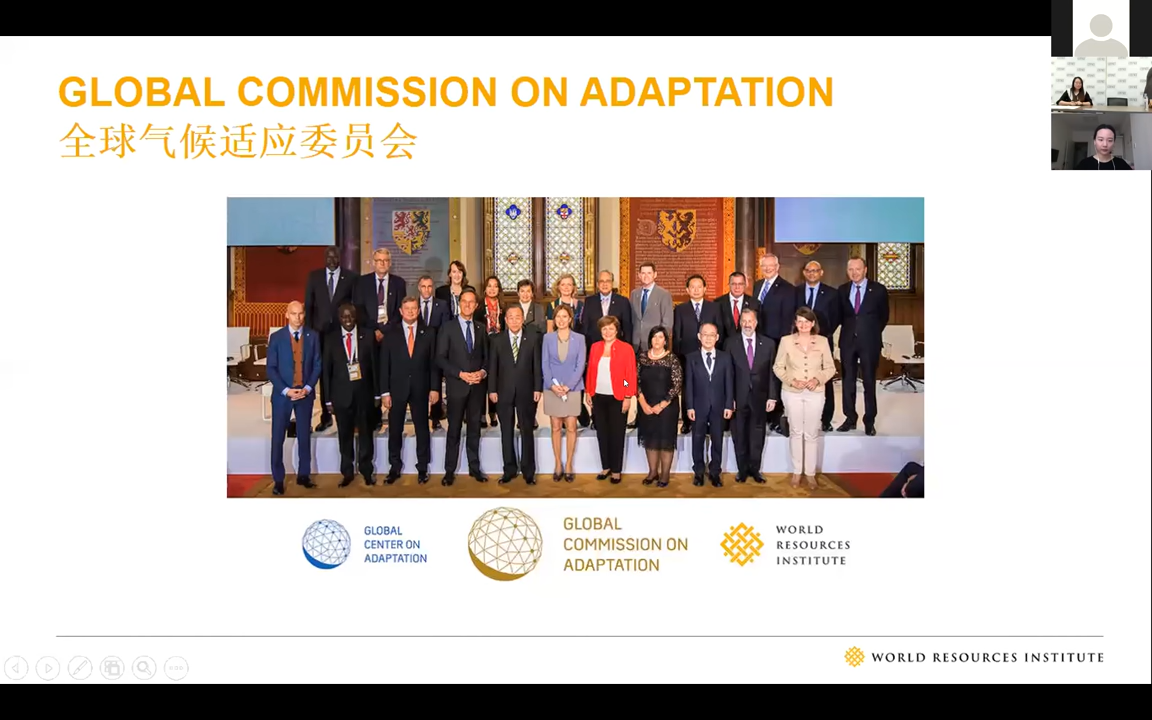 GLOBAL COMMISSION ON ADAPTATION
全球气候适应委员会
GLOBAL
CENTER ON
ADAPTATION
GLOBAL
COMMISSION ON
ADAPTATION
WORLD
RESOURCES
INSTITUTE
WORLD RESOURCES INSTITUTE